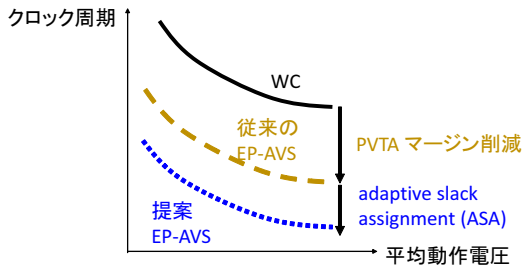 クロック周期
WC
従来の
EP-AVS
PVTA マージン削減
提案
EP-AVS
adaptive slack
assignment (ASA)
平均動作電圧